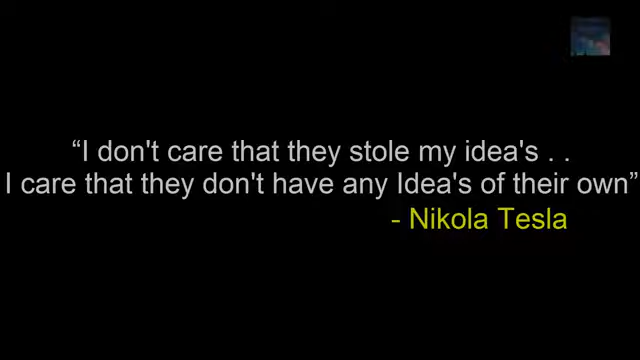 “I don't care that they stole my idea's . .
I care that they don't have any Idea's of their own”
- Nikola Tesla